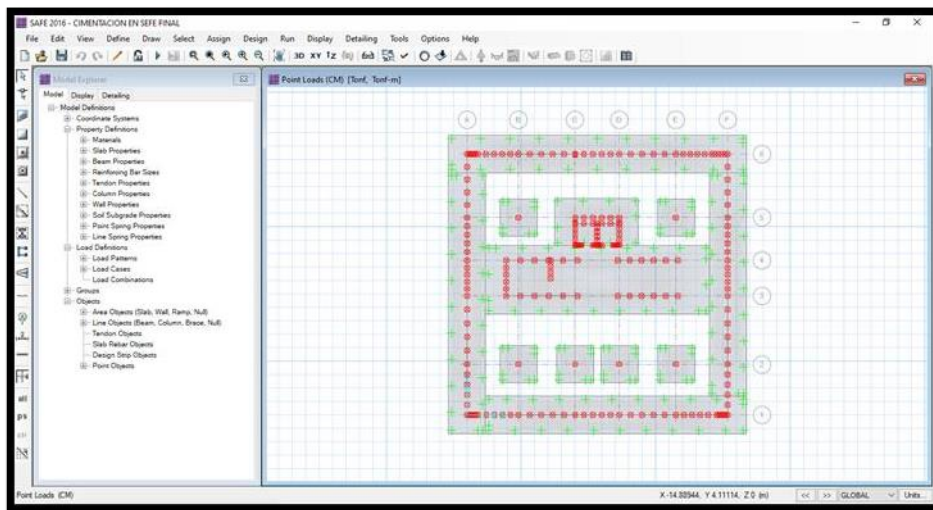 SAFE 2016 - CIMENTACION EN SEFE FINAL
File Edit View Define Draw Select Assign Design Run Display Detailing Tools Options Help
3D XY
Model Explorer
Point Loads (CM) [Tonf, Tonf-m]
Model Display Detailing
Model Definitions
Coordinate Systems
Property Definitions
Materials
Slab Properties
Beam Properties
Reinforcing Bar Sizes
Tendon Properties
Column Properties
Wall Properties
Soil Subgrade Properties
Point Spring Properties
Line Spring Properties
Load Definitions
Load Patterns
Load Cases
Load Combinations
Groups
Objects
Area Objects (Slab, Wall, Ramp, Null)
Line Objects (Beam, Column, Brace, Null)
Tendon Objects
Slab Rebar Objects
Design Strip Objects
Point Objects
A B C D E F
6
5
4
3
2
1
all
ps
Point Loads (CM)
X -14.88944, Y 4.11114, Z 0 (m)
<< >> GLOBAL Units...